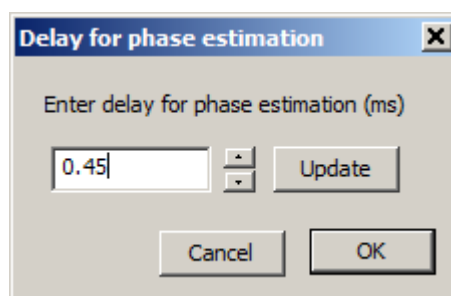 Delay for phase estimation
Enter delay for phase estimation (ms)
0.45
Update
Cancel
OK